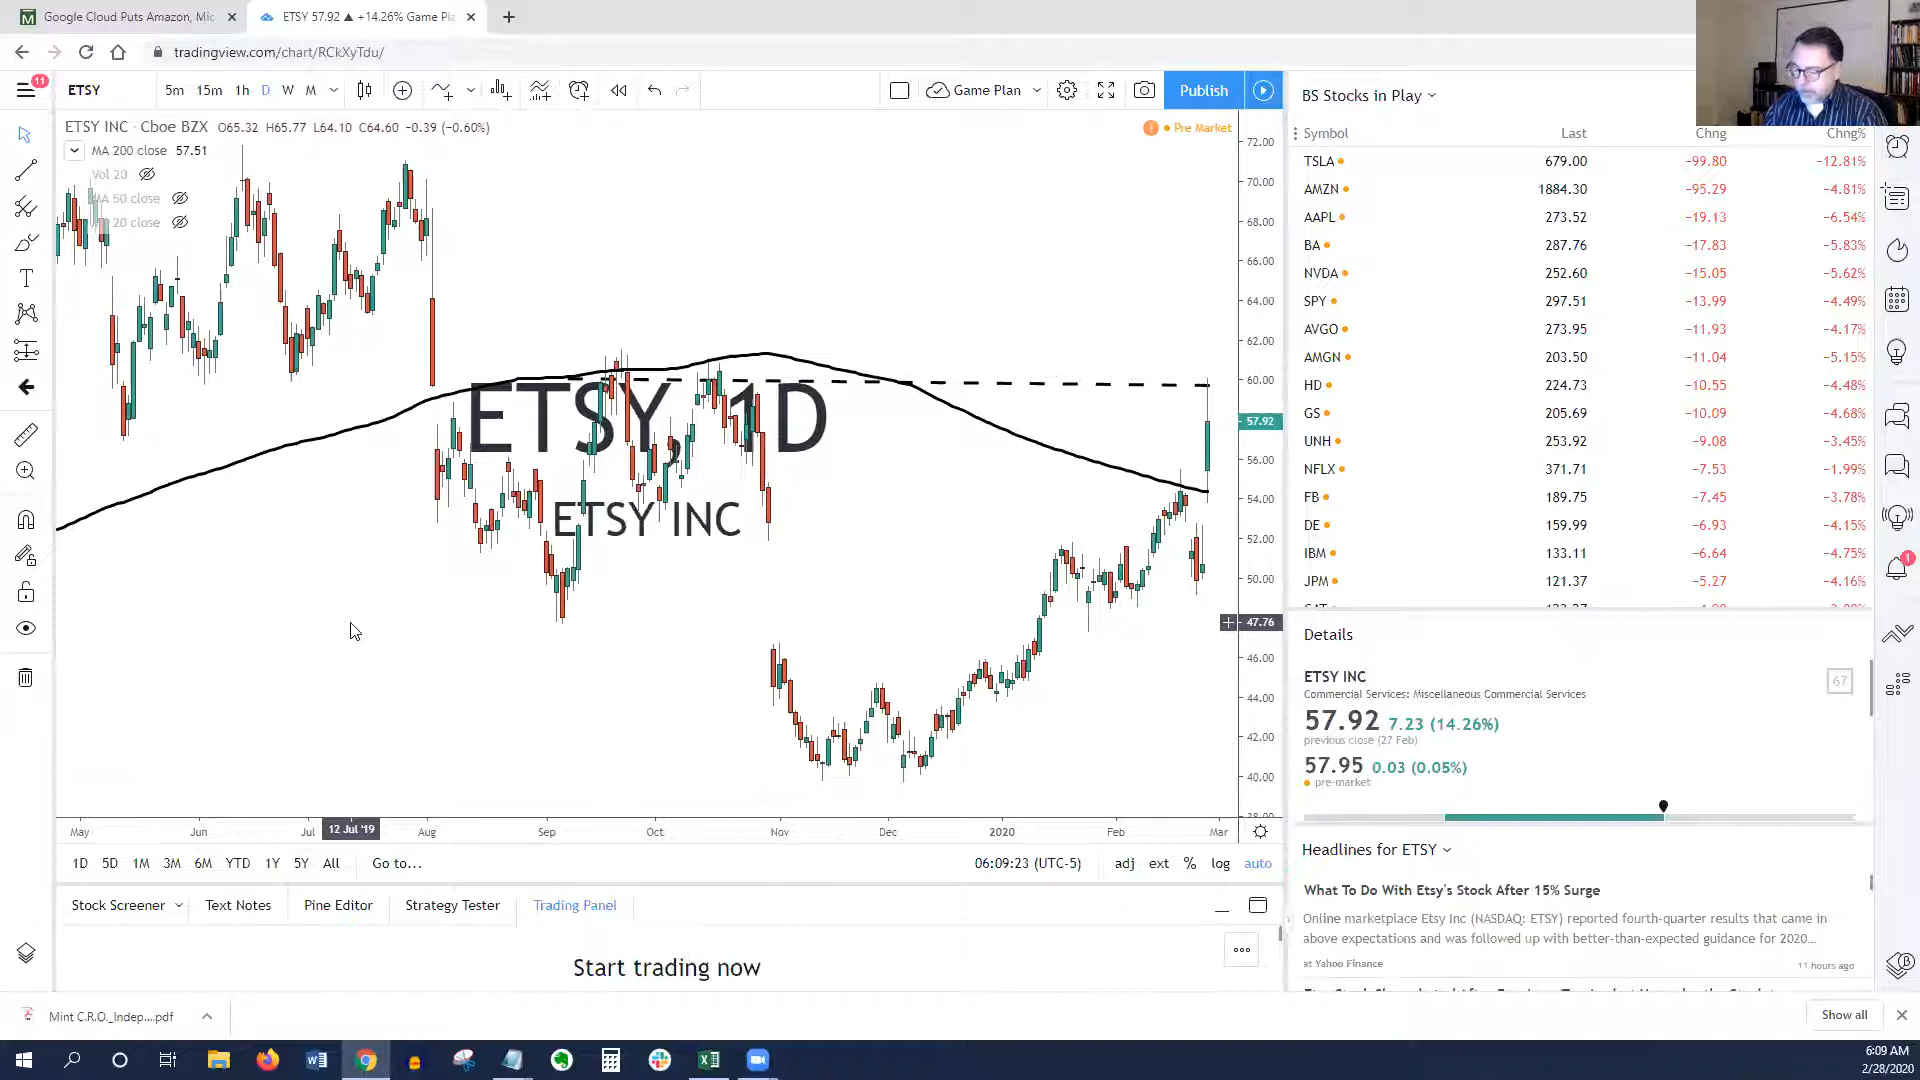 Google Cloud Puts Amazon, Mic
ETSY 57.92 ▲ +14.26% Game Pla
tradingview.com/chart/RCkXyTdu/
11
ETSY 5m 15m 1h D W M
Game Plan
Publish
ETSY INC · Cboe BZX O65.32 H65.77 L64.10 C64.60 −0.39 (−0.60%)
Pre Market
MA 200 close 57.51
Vol 20
MA 50 close
20 close
ETSY, 1D
ETSY INC
72.00
70.00
68.00
66.00
64.00
62.00
60.00
57.92
56.00
54.00
52.00
50.00
47.76
46.00
44.00
42.00
40.00
38.00
May Jun Jul 12 Jul '19 Aug Sep Oct Nov Dec 2020 Feb Mar
1D 5D 1M 3M 6M YTD 1Y 5Y All Go to...
06:09:23 (UTC-5) adj ext % log auto
Stock Screener Text Notes Pine Editor Strategy Tester Trading Panel
Start trading now
BS Stocks in Play
Symbol Last Chng Chng%
TSLA 679.00 −99.80 −12.81%
AMZN 1884.30 −95.29 −4.81%
AAPL 273.52 −19.13 −6.54%
BA 287.76 −17.83 −5.83%
NVDA 252.60 −15.05 −5.62%
SPY 297.51 −13.99 −4.49%
AVGO 273.95 −11.93 −4.17%
AMGN 203.50 −11.04 −5.15%
HD 224.73 −10.55 −4.48%
GS 205.69 −10.09 −4.68%
UNH 253.92 −9.08 −3.45%
NFLX 371.71 −7.53 −1.99%
FB 189.75 −7.45 −3.78%
DE 159.99 −6.93 −4.15%
IBM 133.11 −6.64 −4.75%
JPM 121.37 −5.27 −4.16%
Details
ETSY INC
67
Commercial Services: Miscellaneous Commercial Services
57.92 7.23 (14.26%)
previous close (27 Feb)
57.95 0.03 (0.05%)
pre-market
Headlines for ETSY
What To Do With Etsy's Stock After 15% Surge
Online marketplace Etsy Inc (NASDAQ: ETSY) reported fourth-quarter results that came in
above expectations and was followed up with better-than-expected guidance for 2020...
at Yahoo Finance 11 hours ago
1
Mint C.R.O._Indep....pdf
Show all
6:09 AM
2/28/2020